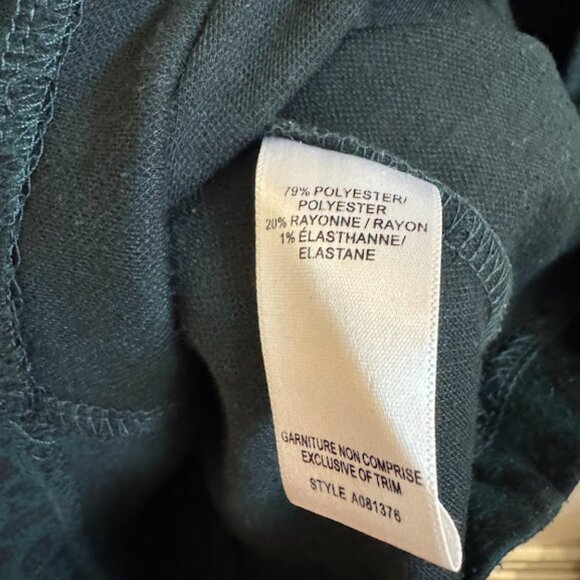 79% POLYESTER/
POLYESTER
20% RAYONNE / RAYON
1% ÉLASTHANNE/
ELASTANE
GARNITURE NON COMPRISE
EXCLUSIVE OF TRIM
STYLE A081376